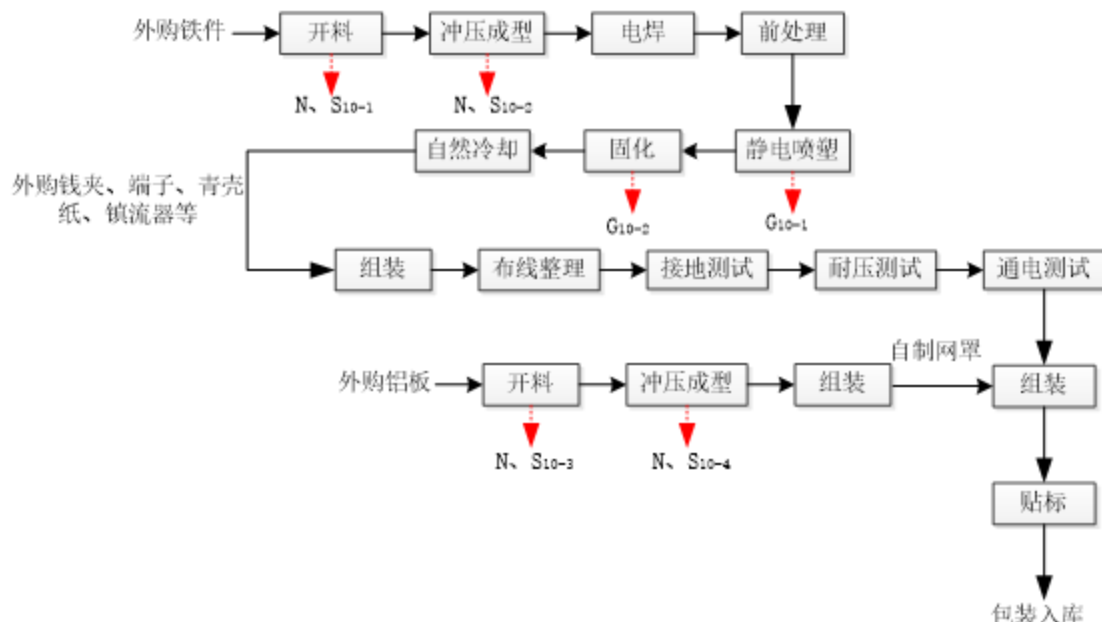 外购铁件 开料 冲压成型 电焊 前处理
N、S10-1 N、S10-2
自然冷却 固化 静电喷塑
外购钱夹、端子、青壳
纸、镇流器等
G10-2 G10-1
组装 布线整理 接地测试 耐压测试 通电测试
自制网罩
外购铝板 开料 冲压成型 组装 组装
N、S10-3 N、S10-4
贴标
包装入库